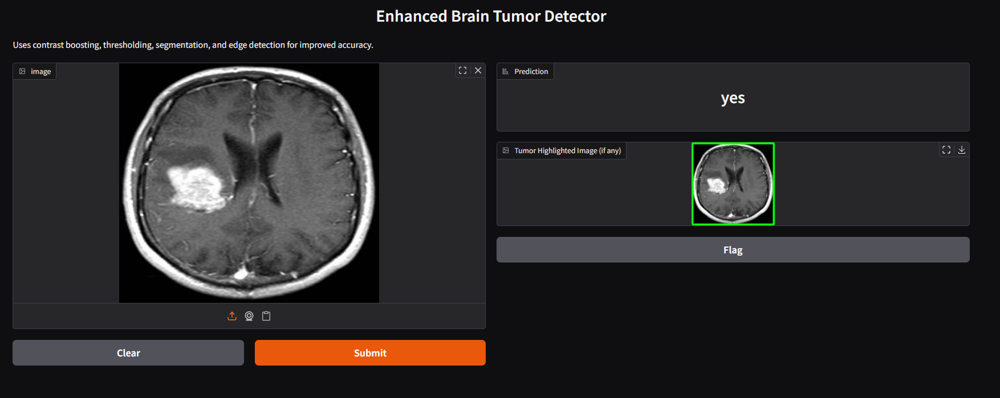 Enhanced Brain Tumor Detector
Uses contrast boosting, thresholding, segmentation, and edge detection for improved accuracy.
image
Prediction
yes
Tumor Highlighted Image (if any)
Flag
Clear
Submit